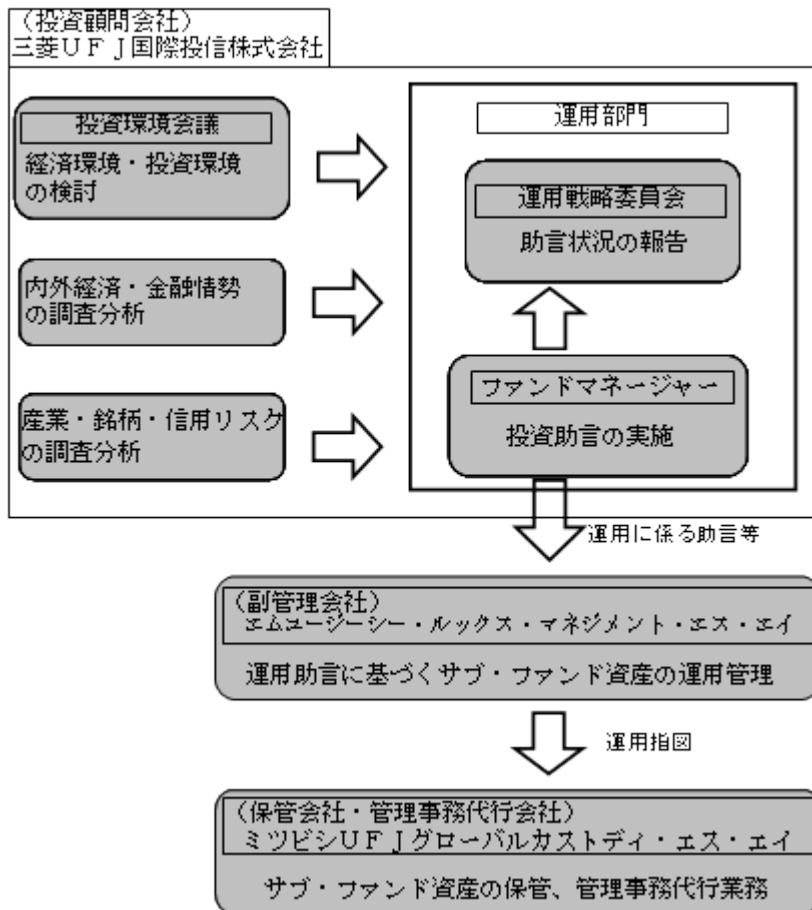 （投資顧問会社）
三菱ＵＦＪ国際投信株式会社
投資環境会議
経済環境・投資環境
の検討
内外経済・金融情勢
の調査分析
産業・銘柄・信用リスク
の調査分析
運用部門
運用戦略委員会
助言状況の報告
ファンドマネージャー
投資助言の実施
運用に係る助言等
（副管理会社）
エムユージーシー・ルックス・マネジメント・エス・エイ
運用助言に基づくサブ・ファンド資産の運用管理
運用指図
（保管会社・管理事務代行会社）
ミツビシＵＦＪグローバルカストディ・エス・エイ
サブ・ファンド資産の保管、管理事務代行業務